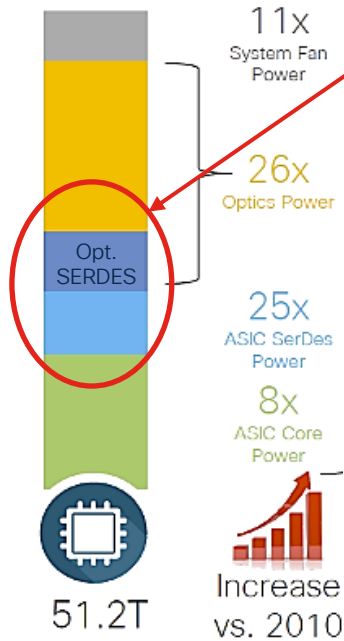 11x
System Fan
Power
26x
Optics Power
Opt.
SERDES
25x
ASIC SerDes
Power
8x
ASIC Core
Power
51.2T
Increase
vs. 2010